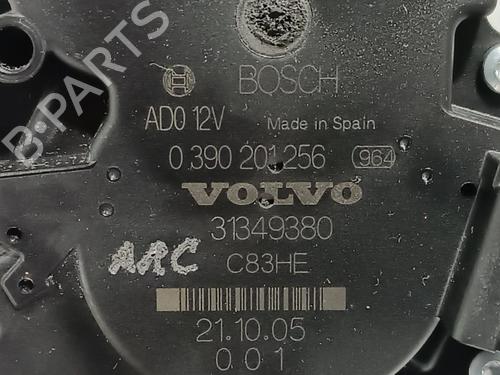 BOSCH
AD0 12V Made in Spain
0 390 201 256 964
VOLVO
31349380
ARC C83HE
21.10.05
0 0 1
B-PARTS